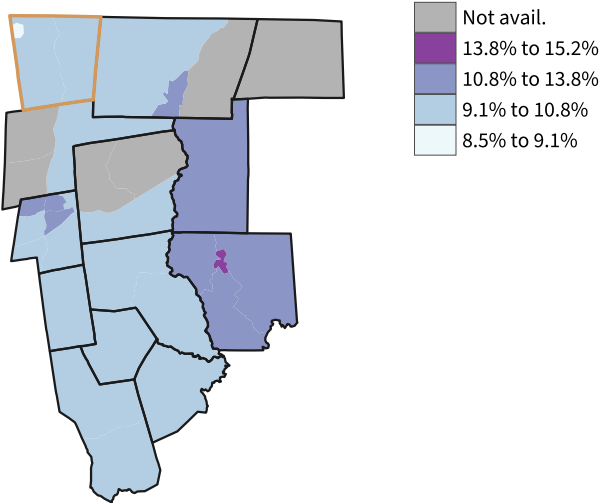 Not avail.
13.8% to 15.2%
10.8% to 13.8%
9.1% to 10.8%
8.5% to 9.1%